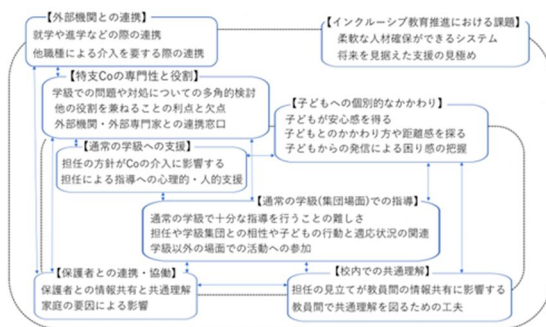 【外部機関との連携】
就学や進学などの際の連携
他職種による介入を要する際の連携
【インクルーシブ教育推進における課題】
柔軟な人材確保ができるシステム
将来を見据えた支援の見極め
【特支Coの専門性と役割】
学級での問題や対処についての多角的検討
他の役割を兼ねることの利点と欠点
外部機関・外部専門家との連携窓口
【子どもへの個別的なかかわり】
子どもが安心感を得る
子どもとのかかわり方や距離感を探る
子どもからの発信による困り感の把握
【通常の学級への支援】
担任の方針がCoの介入に影響する
担任による指導への心理的・人的支援
【通常の学級(集団場面)での指導】
通常の学級で十分な指導を行うことの難しさ
担任や学級集団との相性や子どもの行動と適応状況の関連
学級以外の場面での活動への参加
【保護者との連携・協働】
保護者との情報共有と共通理解
家庭の要因による影響
【校内での共通理解】
担任の見立てが教員間の情報共有に影響する
教員間で共通理解を図るための工夫